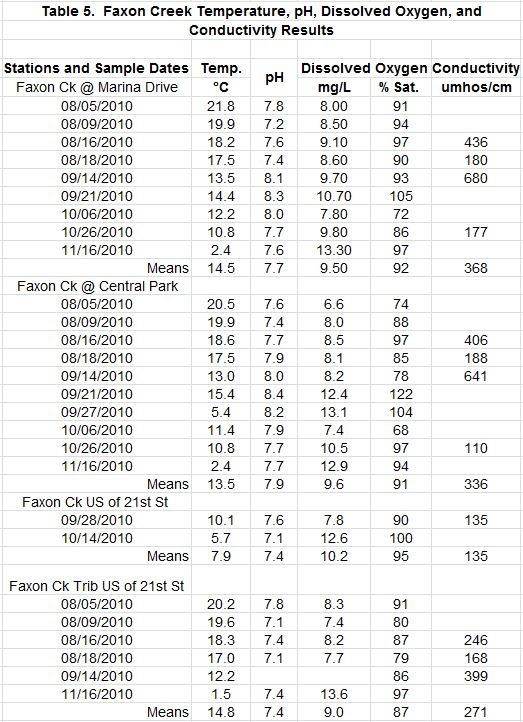 Table 5. Faxon Creek Temperature, pH, Dissolved Oxygen, and
Conductivity Results
Stations and Sample Dates Temp. pH Dissolved Oxygen Conductivity
Faxon Ck @ Marina Drive °C mg/L % Sat. umhos/cm
08/05/2010 21.8 7.8 8.00 91
08/09/2010 19.9 7.2 8.50 94
08/16/2010 18.2 7.6 9.10 97 436
08/18/2010 17.5 7.4 8.60 90 180
09/14/2010 13.5 8.1 9.70 93 680
09/21/2010 14.4 8.3 10.70 105
10/06/2010 12.2 8.0 7.80 72
10/26/2010 10.8 7.7 9.80 86 177
11/16/2010 2.4 7.6 13.30 97
Means 14.5 7.7 9.50 92 368
Faxon Ck @ Central Park
08/05/2010 20.5 7.6 6.6 74
08/09/2010 19.9 7.4 8.0 88
08/16/2010 18.6 7.7 8.5 97 406
08/18/2010 17.5 7.9 8.1 85 188
09/14/2010 13.0 8.0 8.2 78 641
09/21/2010 15.4 8.4 12.4 122
09/27/2010 5.4 8.2 13.1 104
10/06/2010 11.4 7.9 7.4 68
10/26/2010 10.8 7.7 10.5 97 110
11/16/2010 2.4 7.7 12.9 94
Means 13.5 7.9 9.6 91 336
Faxon Ck US of 21st St
09/28/2010 10.1 7.6 7.8 90 135
10/14/2010 5.7 7.1 12.6 100
Means 7.9 7.4 10.2 95 135
Faxon Ck Trib US of 21st St
08/05/2010 20.2 7.8 8.3 91
08/09/2010 19.6 7.1 7.4 80
08/16/2010 18.3 7.4 8.2 87 246
08/18/2010 17.0 7.1 7.7 79 168
09/14/2010 12.2 86 399
11/16/2010 1.5 7.4 13.6 97
Means 14.8 7.4 9.0 87 271